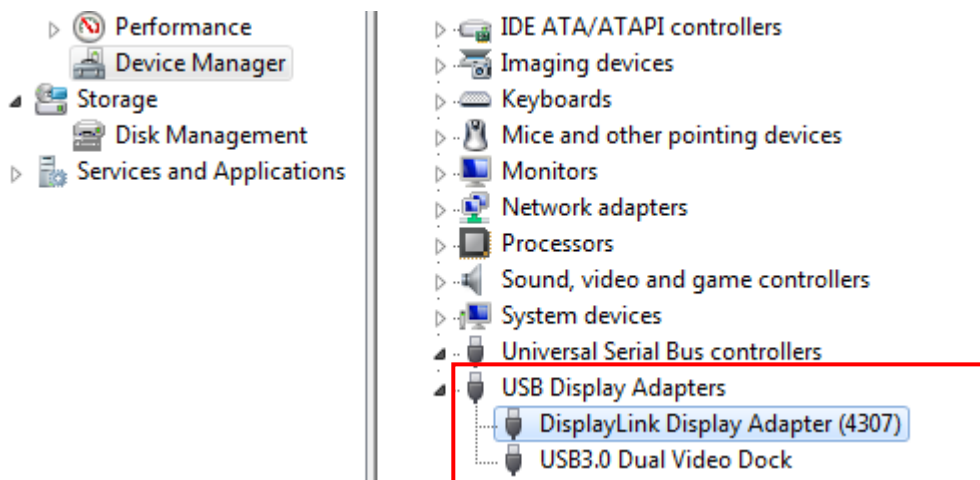 Performance
Device Manager
Storage
Disk Management
Services and Applications
IDE ATA/ATAPI controllers
Imaging devices
Keyboards
Mice and other pointing devices
Monitors
Network adapters
Processors
Sound, video and game controllers
System devices
Universal Serial Bus controllers
USB Display Adapters
DisplayLink Display Adapter (4307)
USB3.0 Dual Video Dock